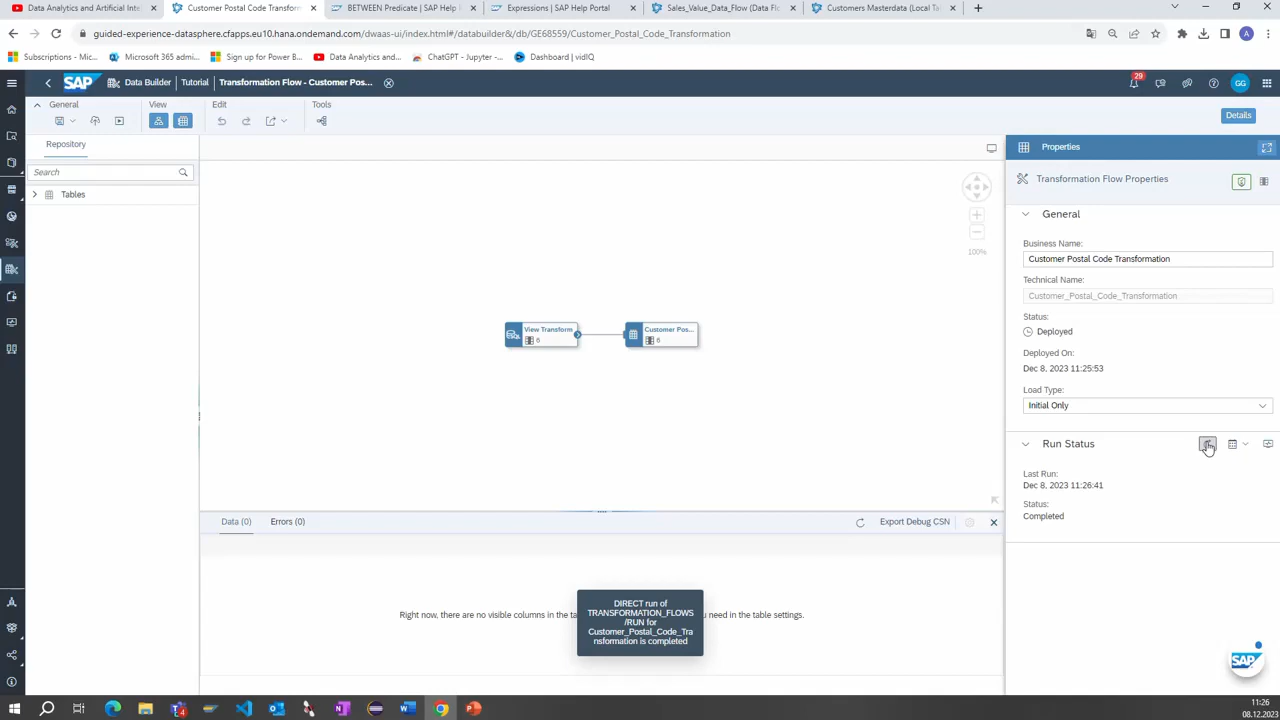 Data Analytics and Artificial Inte
Customer Postal Code Transform
BETWEEN Predicate | SAP Help
Expressions | SAP Help Portal
Sales_Value_Data_Flow (Data Flo
Customers Masterdata (Local Ta
guided-experience-datasphere.cfapps.eu10.hana.ondemand.com/dwaas-ui/index.html#/databuilder&/db/GE68559/Customer_Postal_Code_Transformation
A
Subscriptions - Mic...
Microsoft 365 admi...
Sign up for Power B...
Data Analytics and...
ChatGPT - Jupyter -...
Dashboard | vidIQ
SAP
Data Builder
Tutorial
Transformation Flow - Customer Pos...
29
GG
General
View
Edit
Tools
Details
Repository
Search
Tables
100%
View Transform
6
Customer Pos...
6
Properties
Transformation Flow Properties
General
Business Name:
Customer Postal Code Transformation
Technical Name:
Customer_Postal_Code_Transformation
Status:
Deployed
Deployed On:
Dec 8, 2023 11:25:53
Load Type:
Initial Only
Run Status
Last Run:
Dec 8, 2023 11:26:41
Status:
Completed
Data (0)
Errors (0)
Export Debug CSN
Right now, there are no visible columns in the ta
u need in the table settings.
DIRECT run of
TRANSFORMATION_FLOWS
/RUN for
Customer_Postal_Code_Tra
nsformation is completed
SAP
11:26
08.12.2023